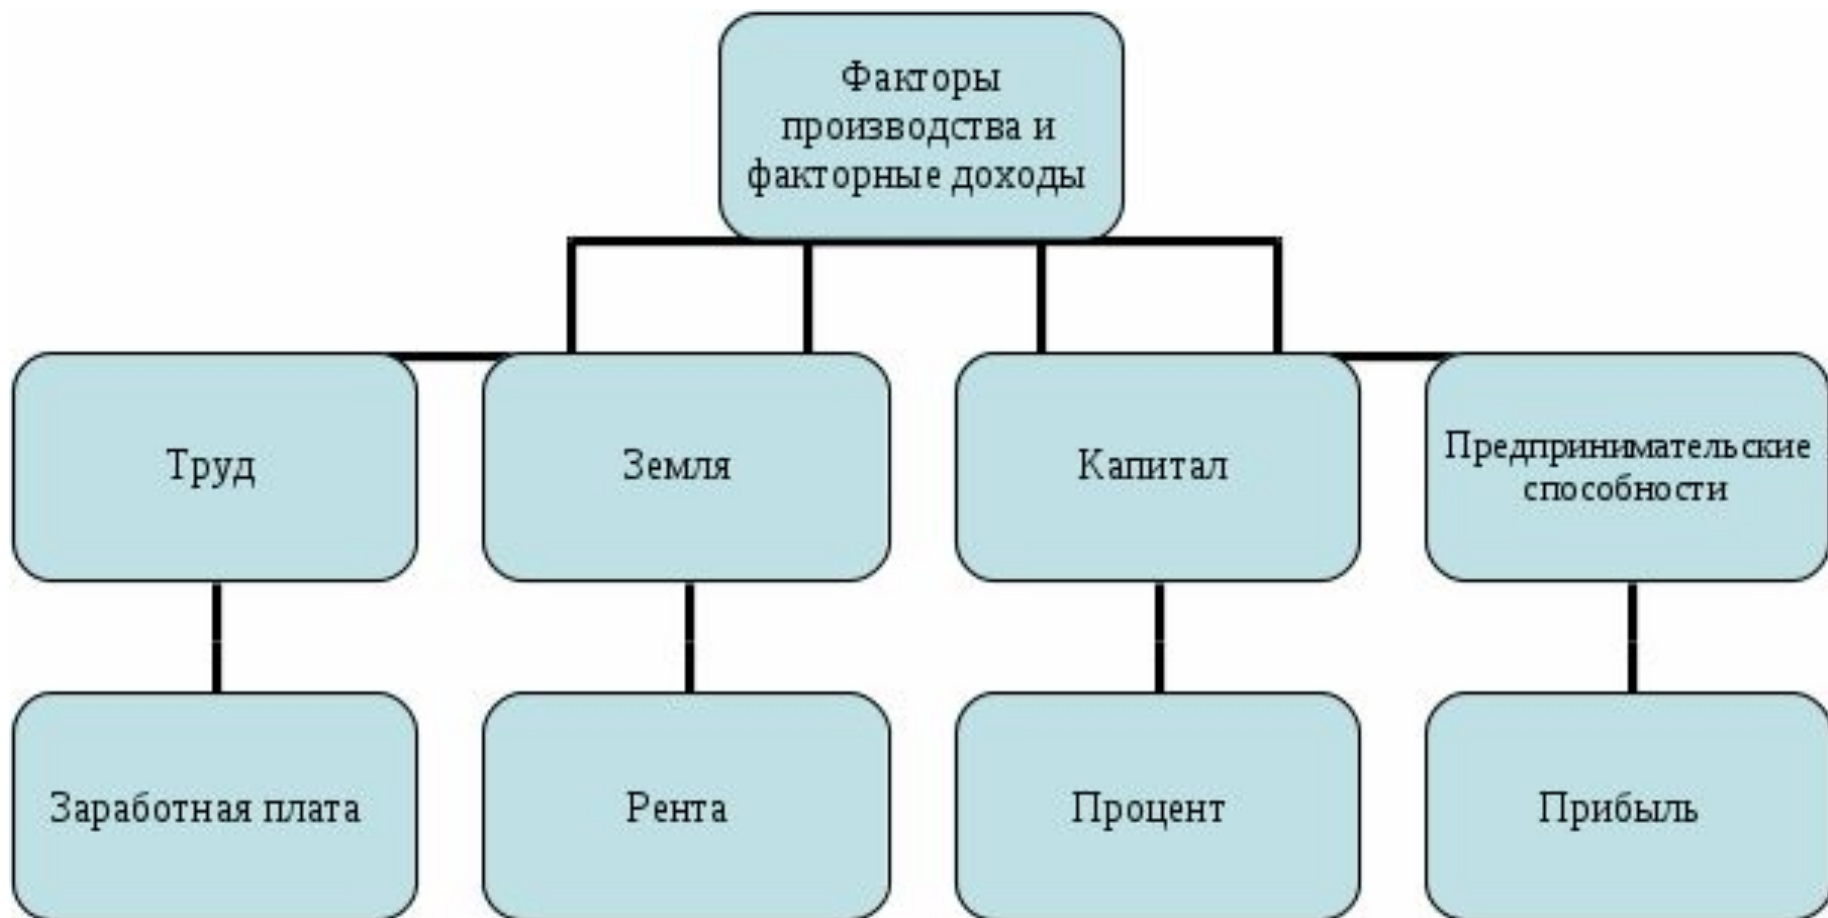 Факторы
производства и
факторные доходы
Труд
Земля
Капитал
Предпринимательские
способности
Заработная плата
Рента
Процент
Прибыль